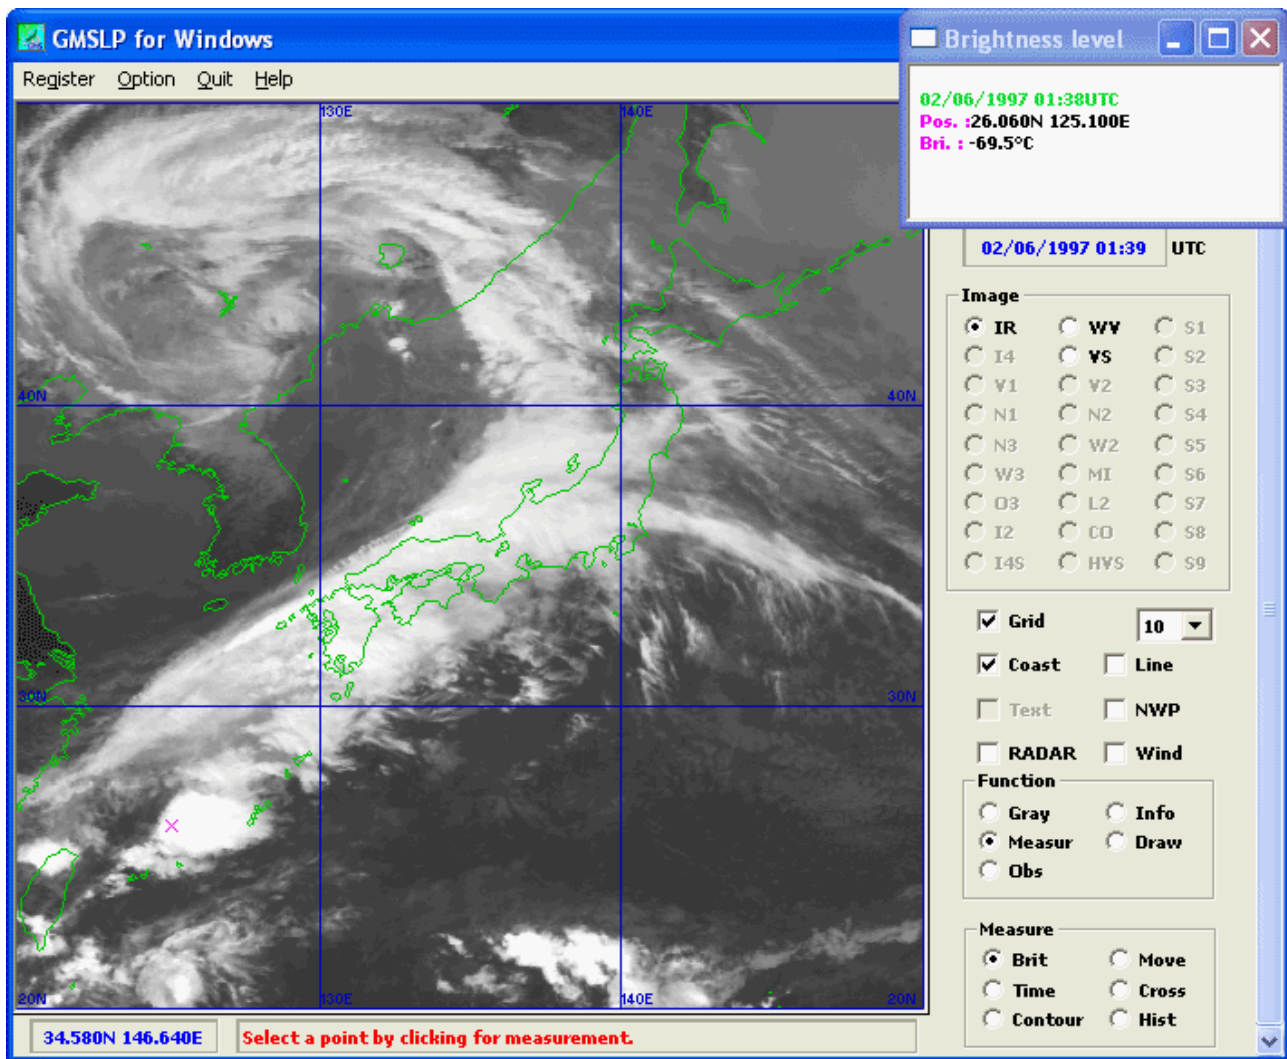 GMSLP for Windows
Brightness level
Register Option Quit Help
02/06/1997 01:38UTC
Pos. :26.060N 125.100E
Bri. : -69.5°C
130E 140E
02/06/1997 01:39 UTC
Image
IR WV S1
I4 VS S2
V1 V2 S3
40N 40N
N1 N2 S4
N3 W2 S5
W3 MI S6
O3 L2 S7
I2 CO S8
I4S HVS S9
Grid 10
Coast Line
30N 30N
Text NWP
RADAR Wind
Function
Gray Info
Measur Draw
Obs
Measure
Brit Move
Time Cross
20N 130E 140E 20N
Contour Hist
34.580N 146.640E Select a point by clicking for measurement.